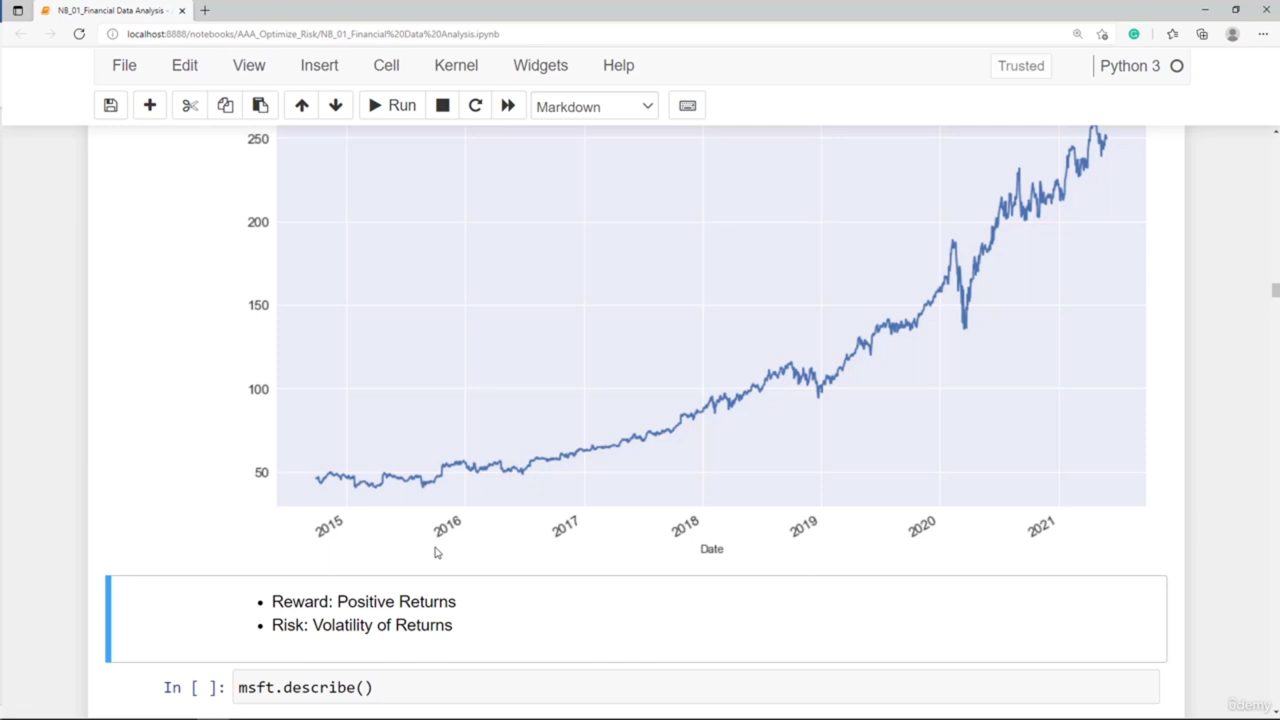 NB_01_Financial Data Analysis -
localhost:8888/notebooks/AAA_Optimize_Risk/NB_01_Financial%20Data%20Analysis.ipynb
File Edit View Insert Cell Kernel Widgets Help Trusted Python 3
Run Markdown
250
200
150
100
50
2015 2016 2017 2018 2019 2020 2021
Date
• Reward: Positive Returns
• Risk: Volatility of Returns
In [ ]: msft.describe()
ûdemy